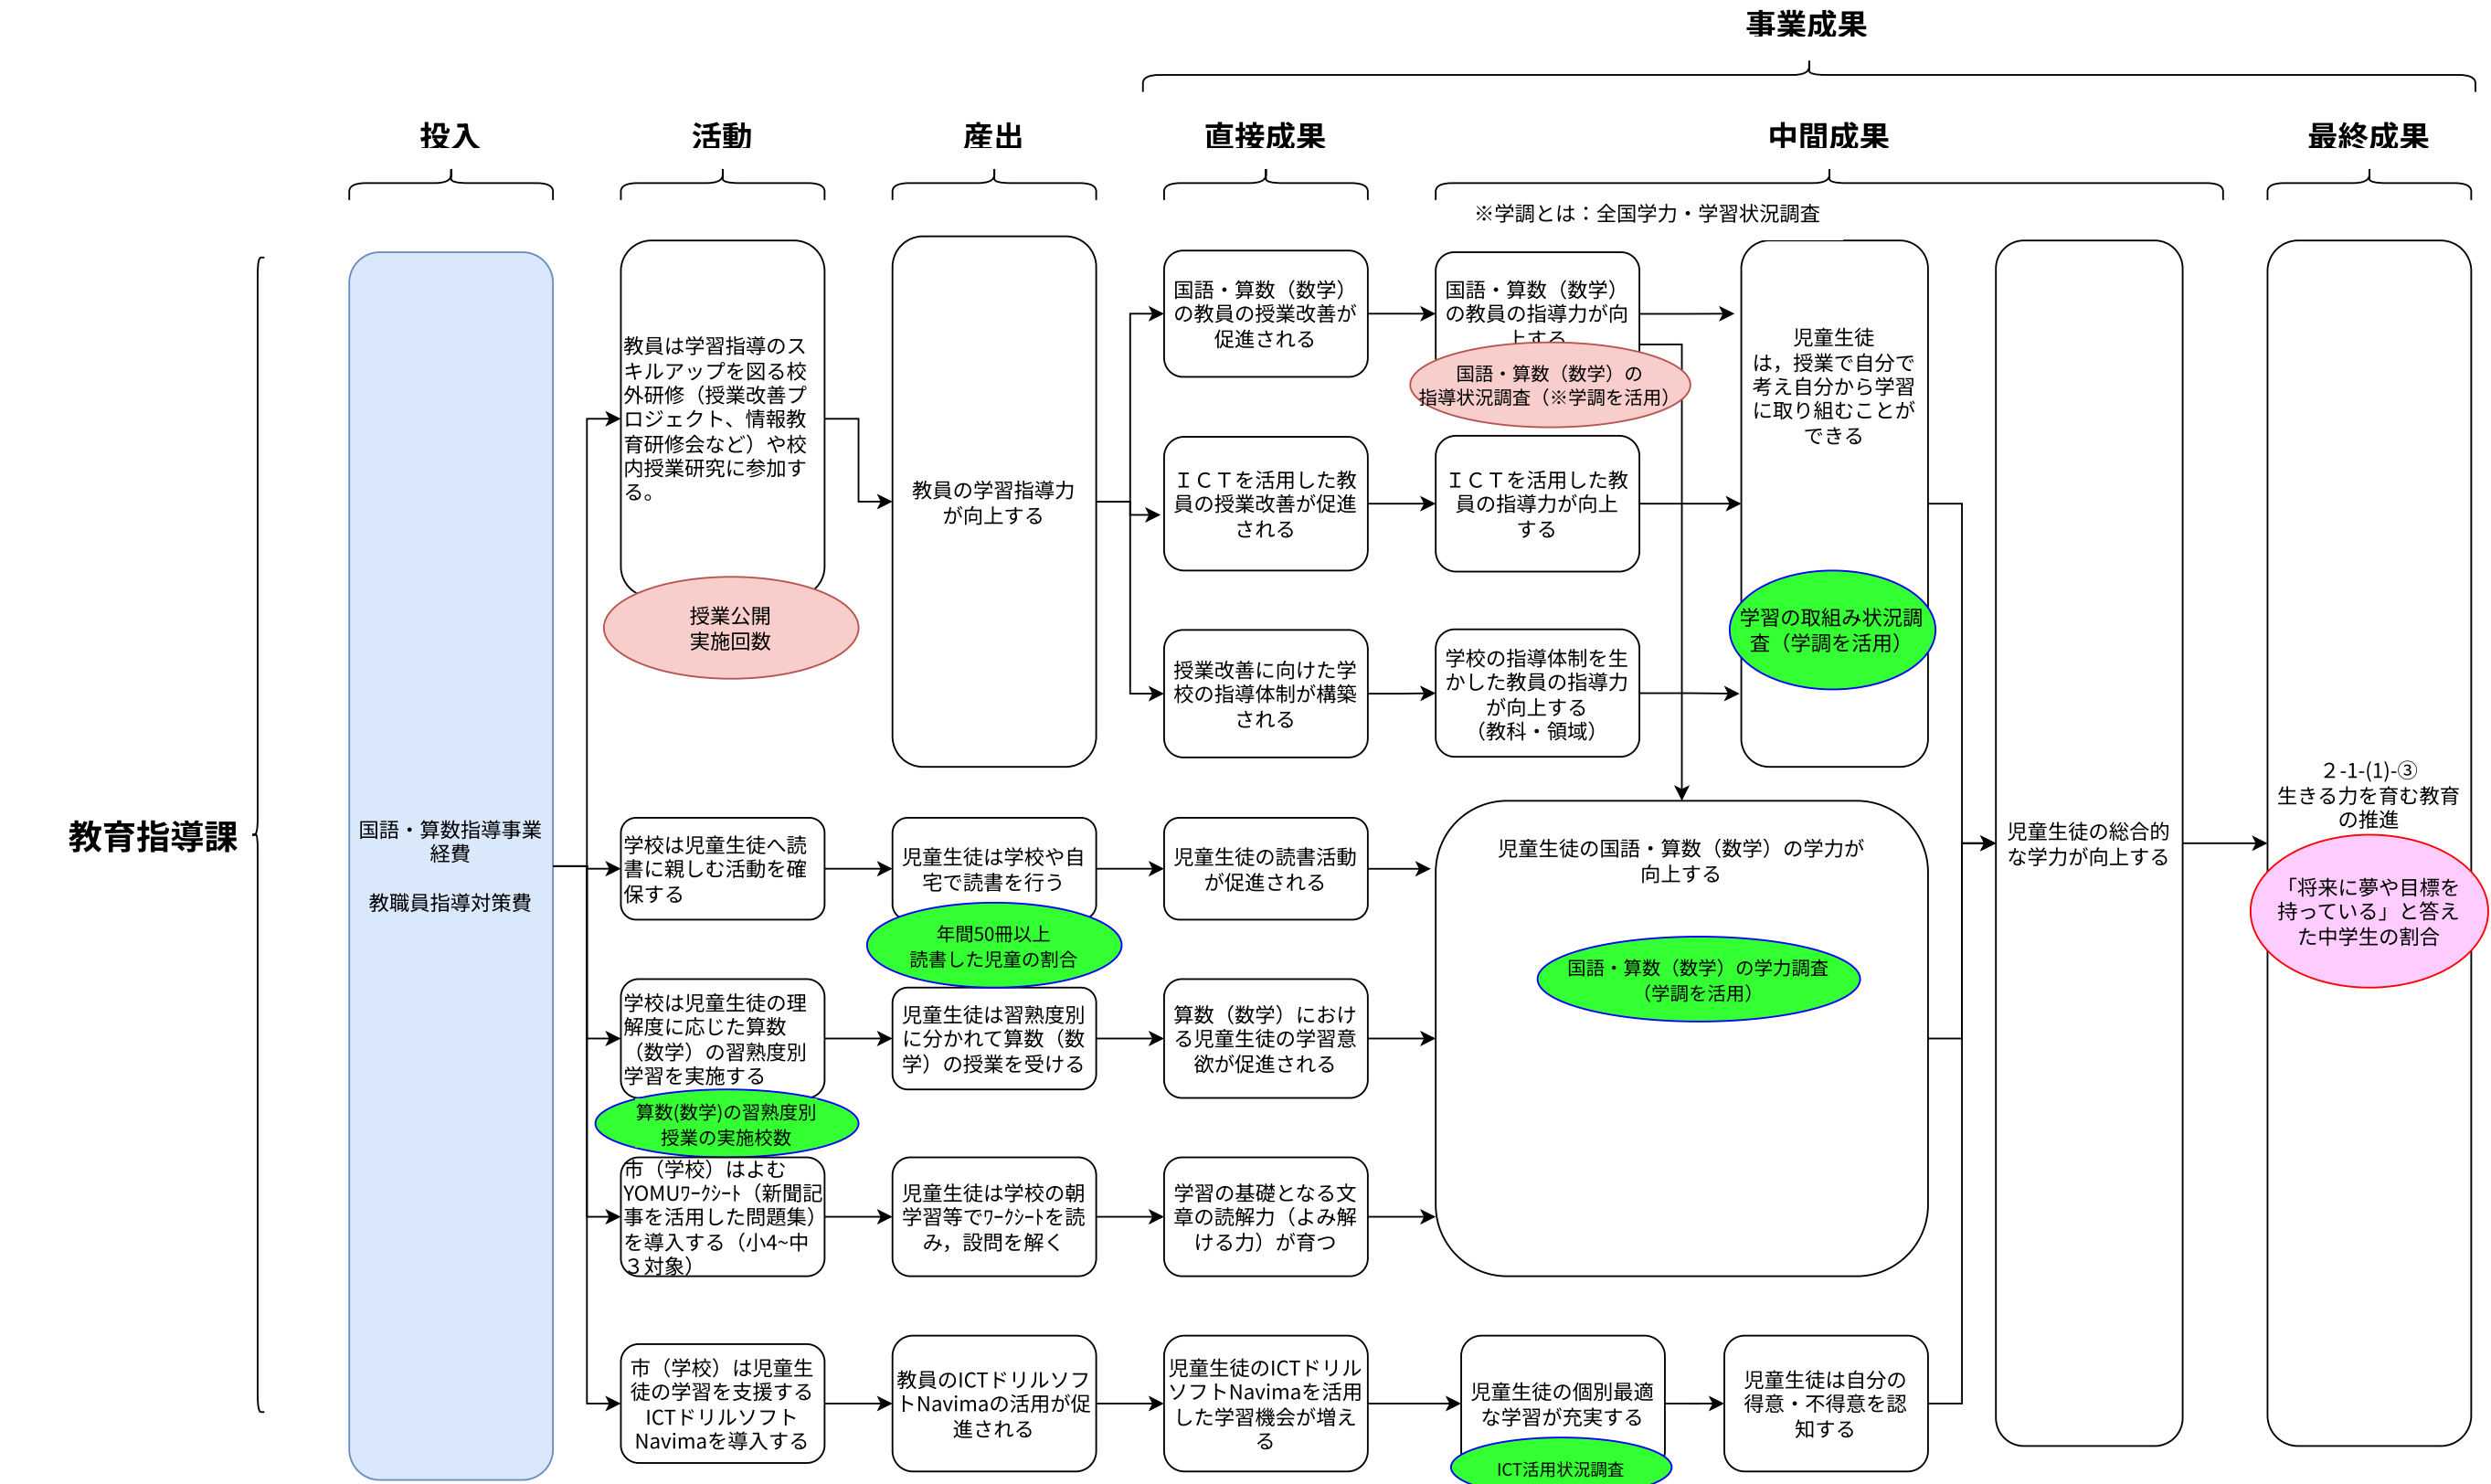 事業成果
投入
活動
産出
直接成果
中間成果
最終成果
※学調とは：全国学力・学習状況調査
教育指導課
国語・算数指導事業
経費
教職員指導対策費
教員は学習指導のス
キルアップを図る校
外研修（授業改善プ
ロジェクト、情報教
育研修会など）や校
内授業研究に参加す
る。
授業公開
実施回数
教員の学習指導力
が向上する
国語・算数（数学）
の教員の授業改善が
促進される
国語・算数（数学）
の教員の指導力が向
上する
国語・算数（数学）の
指導状況調査（※学調を活用）
ＩＣＴを活用した教
員の授業改善が促進
される
ＩＣＴを活用した教
員の指導力が向上
する
授業改善に向けた学
校の指導体制が構築
される
学校の指導体制を生
かした教員の指導力
が向上する
（教科・領域）
児童生徒
は，授業で自分で
考え自分から学習
に取り組むことが
できる
学習の取組み状況調
査（学調を活用）
学校は児童生徒へ読
書に親しむ活動を確
保する
児童生徒は学校や自
宅で読書を行う
年間50冊以上
読書した児童の割合
児童生徒の読書活動
が促進される
児童生徒の国語・算数（数学）の学力が
向上する
国語・算数（数学）の学力調査
（学調を活用）
学校は児童生徒の理
解度に応じた算数
（数学）の習熟度別
学習を実施する
算数(数学)の習熟度別
授業の実施校数
児童生徒は習熟度別
に分かれて算数（数
学）の授業を受ける
算数（数学）におけ
る児童生徒の学習意
欲が促進される
市（学校）はよむ
YOMUﾜｰｸｼｰﾄ（新聞記
事を活用した問題集）
を導入する（小4~中
３対象）
児童生徒は学校の朝
学習等でﾜｰｸｼｰﾄを読
み，設問を解く
学習の基礎となる文
章の読解力（よみ解
ける力）が育つ
市（学校）は児童生
徒の学習を支援する
ICTドリルソフト
Navimaを導入する
教員のICTドリルソフ
トNavimaの活用が促
進される
児童生徒のICTドリル
ソフトNavimaを活用
した学習機会が増え
る
児童生徒の個別最適
な学習が充実する
ICT活用状況調査
児童生徒は自分の
得意・不得意を認
知する
児童生徒の総合的
な学力が向上する
２-1-(1)-③
生きる力を育む教育
の推進
「将来に夢や目標を
持っている」と答え
た中学生の割合